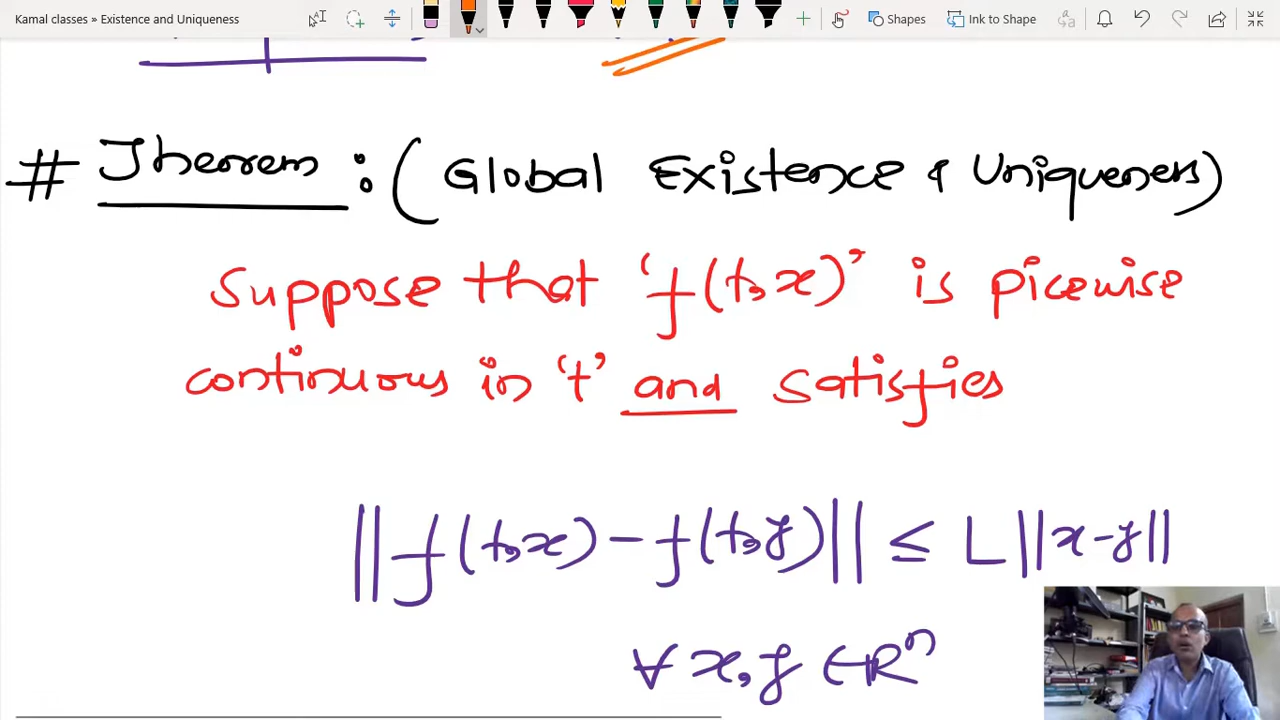 Kamal classes » Existence and Uniqueness
Shapes
Ink to Shape
# Theorem : ( Global Existence & Uniqueness)
Suppose that 'f(t,x)' is picewise
continuous in 't' and satisfies
||f(t,x) - f(t,y)|| ≤ L ||x-y||
∀ x,y ∈ R^n